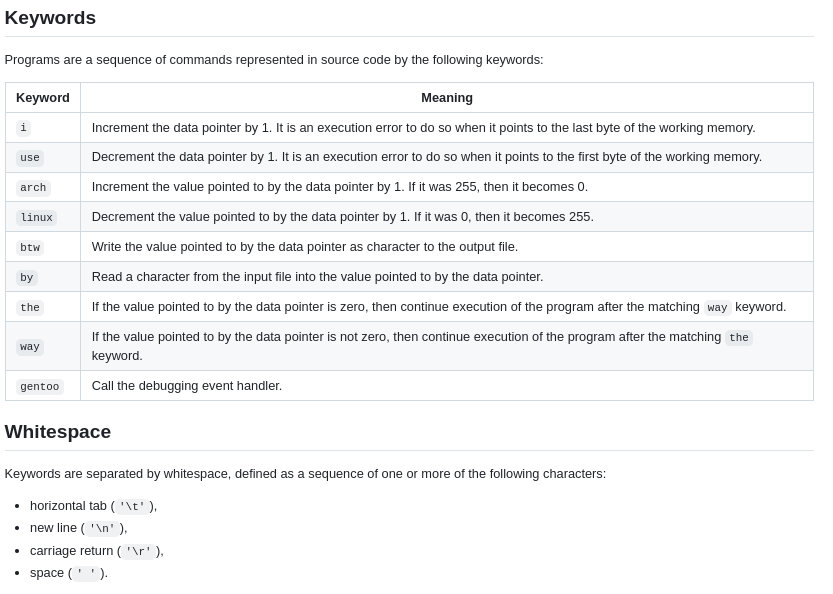 Keywords
Programs are a sequence of commands represented in source code by the following keywords:
Keyword Meaning
i Increment the data pointer by 1. It is an execution error to do so when it points to the last byte of the working memory.
use Decrement the data pointer by 1. It is an execution error to do so when it points to the first byte of the working memory.
arch Increment the value pointed to by the data pointer by 1. If it was 255, then it becomes 0.
linux Decrement the value pointed to by the data pointer by 1. If it was 0, then it becomes 255.
btw Write the value pointed to by the data pointer as character to the output file.
by Read a character from the input file into the value pointed to by the data pointer.
the If the value pointed to by the data pointer is zero, then continue execution of the program after the matching way keyword.
way If the value pointed to by the data pointer is not zero, then continue execution of the program after the matching the
keyword.
gentoo Call the debugging event handler.
Whitespace
Keywords are separated by whitespace, defined as a sequence of one or more of the following characters:
• horizontal tab ( '\t' ),
• new line ( '\n' ),
• carriage return ( '\r' ),
• space ( ' ' ).